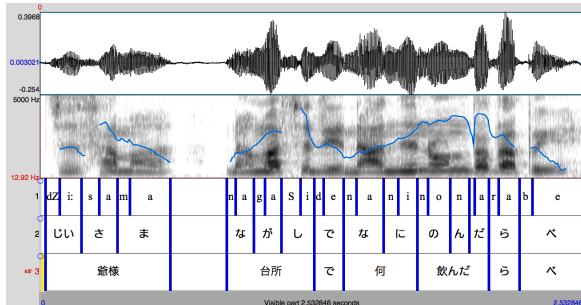 0
0.3968
0.003021
-0.254
5000 Hz
12.92 Hz
1 dZ i: s a m a n a g a S i d e n a n i n o n d a r a b e
2 じい さ ま な が し で な に の ん だ ら べ
3 爺様 台所 で 何 飲んだ ら べ
0 Visible part 2.532846 seconds 2.532846